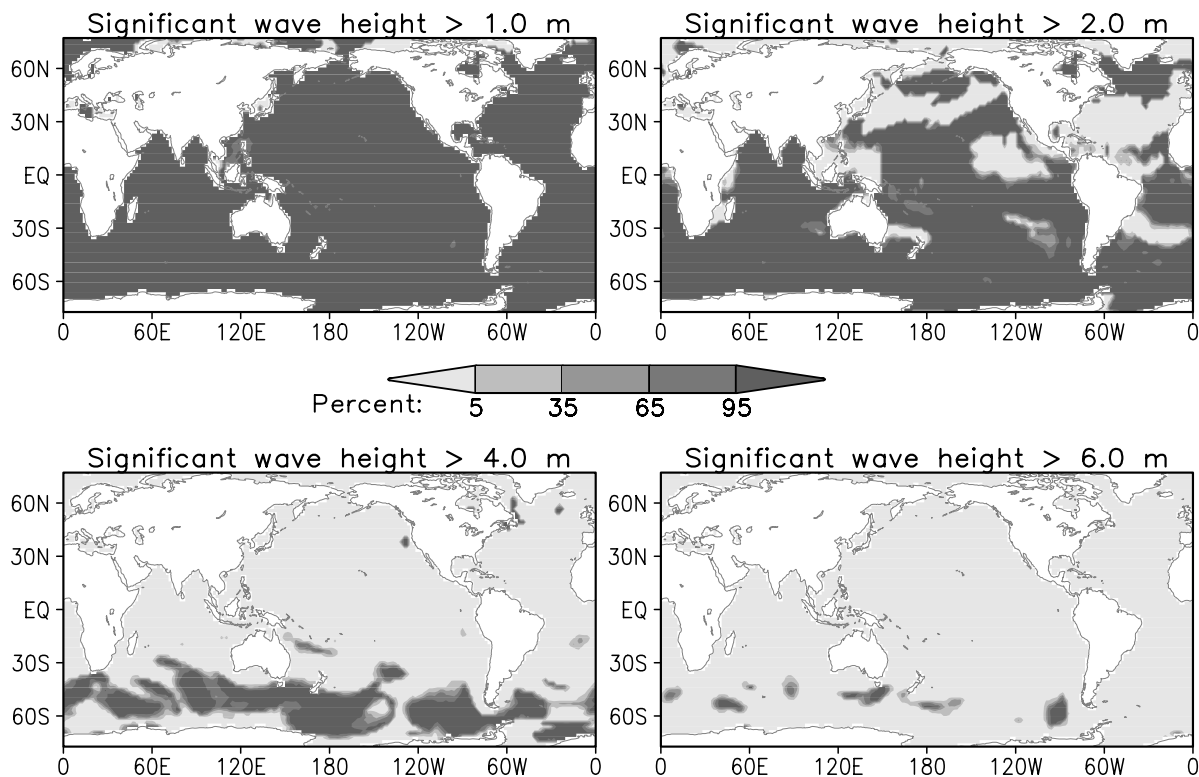 Significant wave height > 1.0 m
Significant wave height > 2.0 m
60N
30N
EQ
30S
60S
0 60E 120E 180 120W 60W 0
60N
30N
EQ
30S
60S
0 60E 120E 180 120W 60W 0
Percent: 5 35 65 95
Significant wave height > 4.0 m
Significant wave height > 6.0 m
60N
30N
EQ
30S
60S
0 60E 120E 180 120W 60W 0
60N
30N
EQ
30S
60S
0 60E 120E 180 120W 60W 0